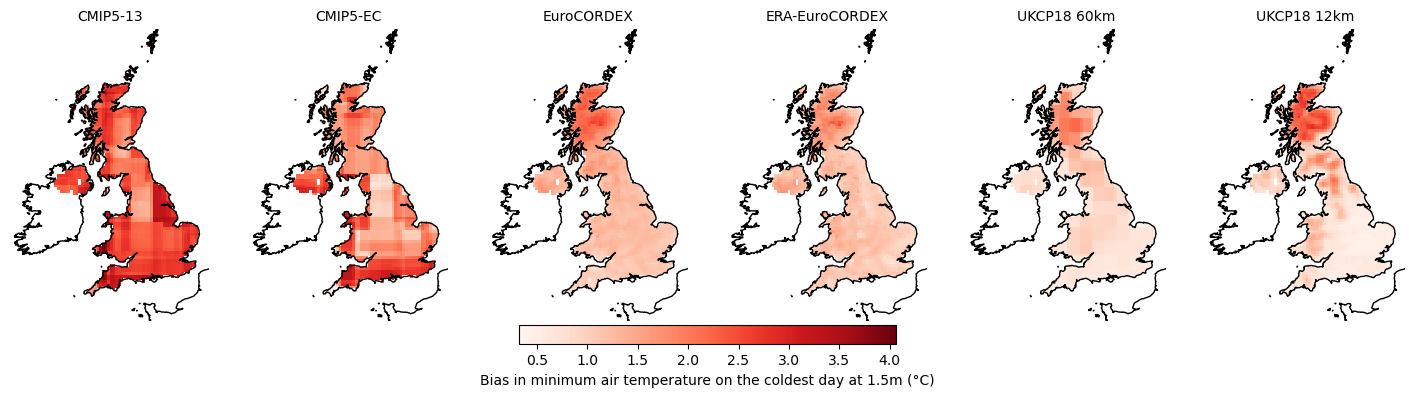 CMIP5-13 CMIP5-EC EuroCORDEX ERA-EuroCORDEX UKCP18 60km UKCP18 12km
0.5 1.0 1.5 2.0 2.5 3.0 3.5 4.0
Bias in minimum air temperature on the coldest day at 1.5m (°C)